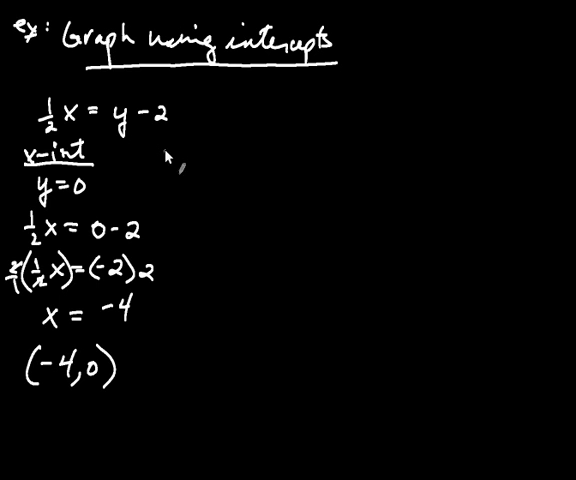 ex: Graph using intercepts
½x = y - 2
x-int
y = 0
½x = 0 - 2
2/1(½x) = (-2)2
x = -4
(-4, 0)